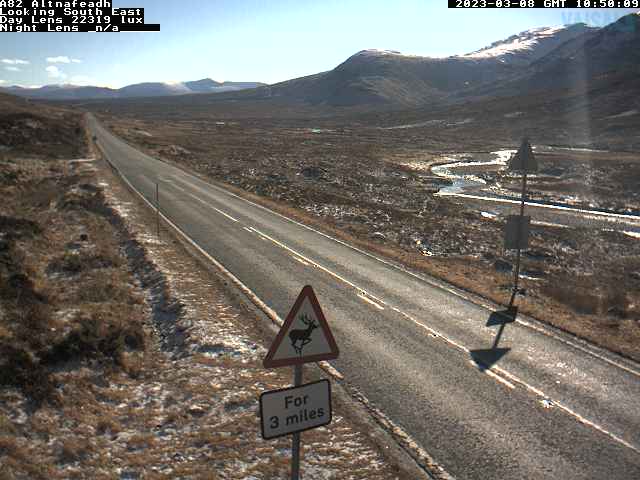 A82 Altnafeadh
Looking South East
Day Lens 22319 lux
Night Lens _n/a
2023-03-08 GMT 10:50:09
For
3 miles